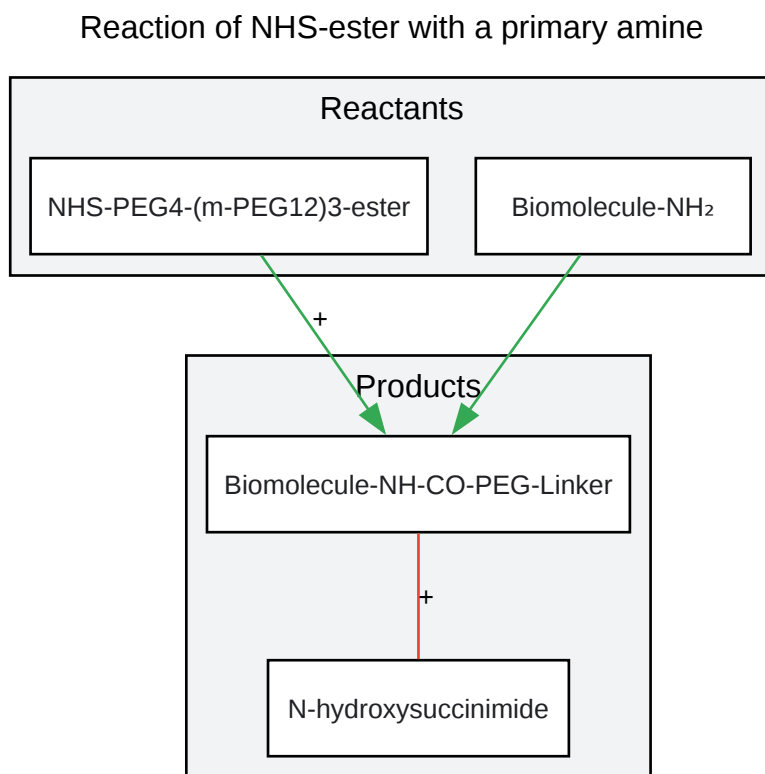 Reaction of NHS-ester with a primary amine
Reactants
NHS-PEG4-(m-PEG12)3-ester
Biomolecule-NH₂
+
Products
Biomolecule-NH-CO-PEG-Linker
+
N-hydroxysuccinimide